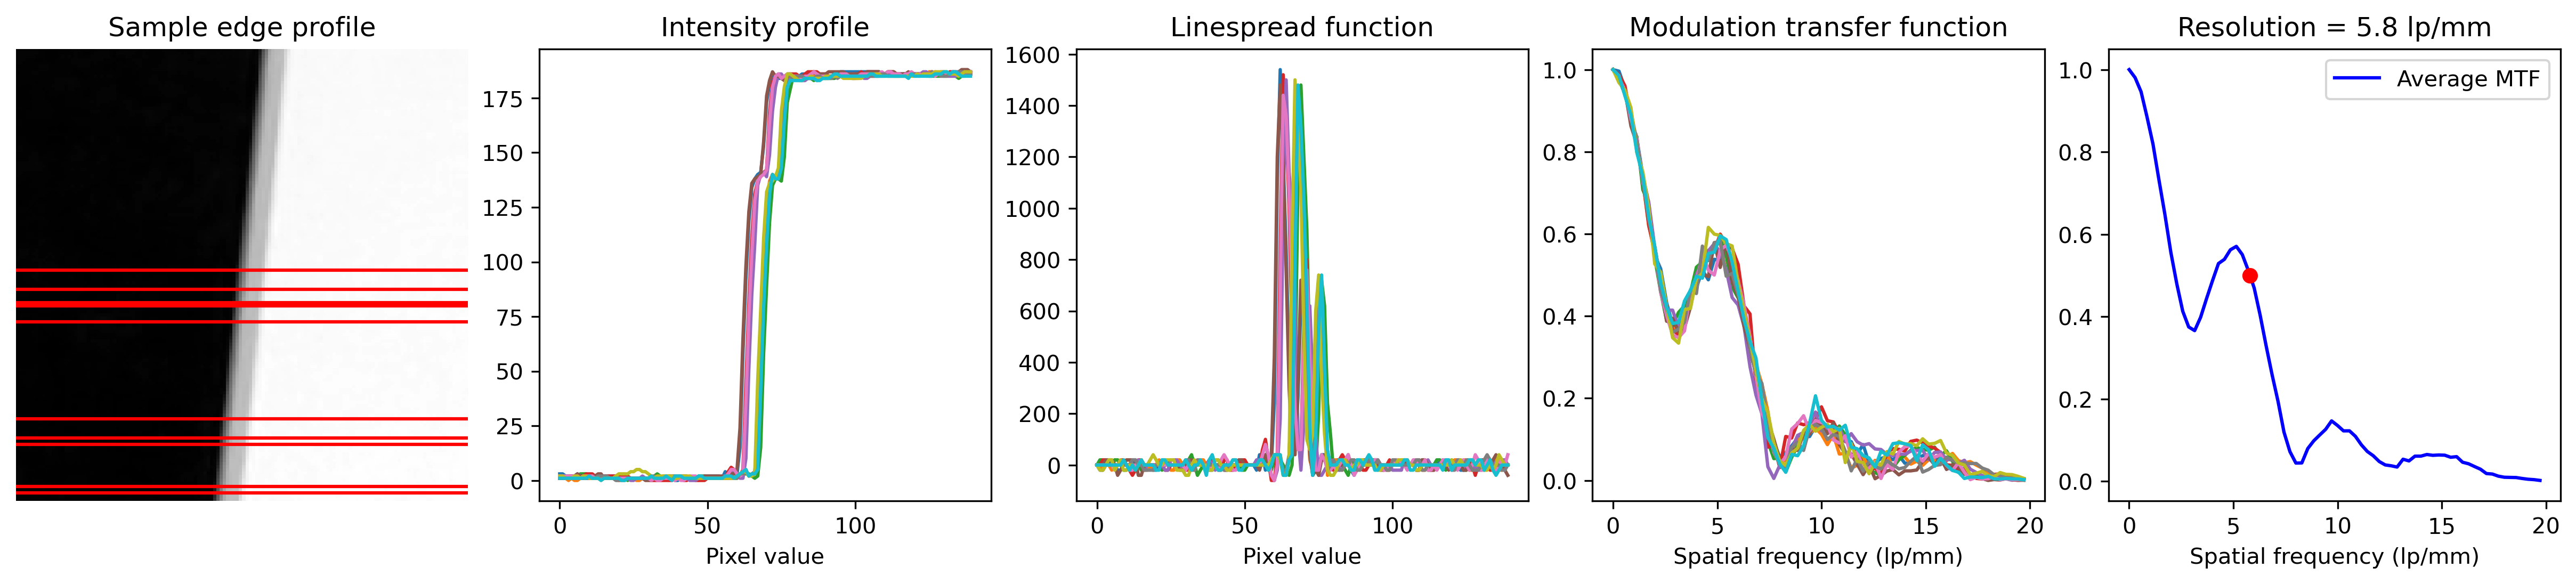 Sample edge profile
Intensity profile
175
150
125
100
75
50
25
0
0 50 100
Pixel value
Linespread function
1600
1400
1200
1000
800
600
400
200
0
0 50 100
Pixel value
Modulation transfer function
1.0
0.8
0.6
0.4
0.2
0.0
0 5 10 15 20
Spatial frequency (lp/mm)
Resolution = 5.8 lp/mm
Average MTF
1.0
0.8
0.6
0.4
0.2
0.0
0 5 10 15 20
Spatial frequency (lp/mm)